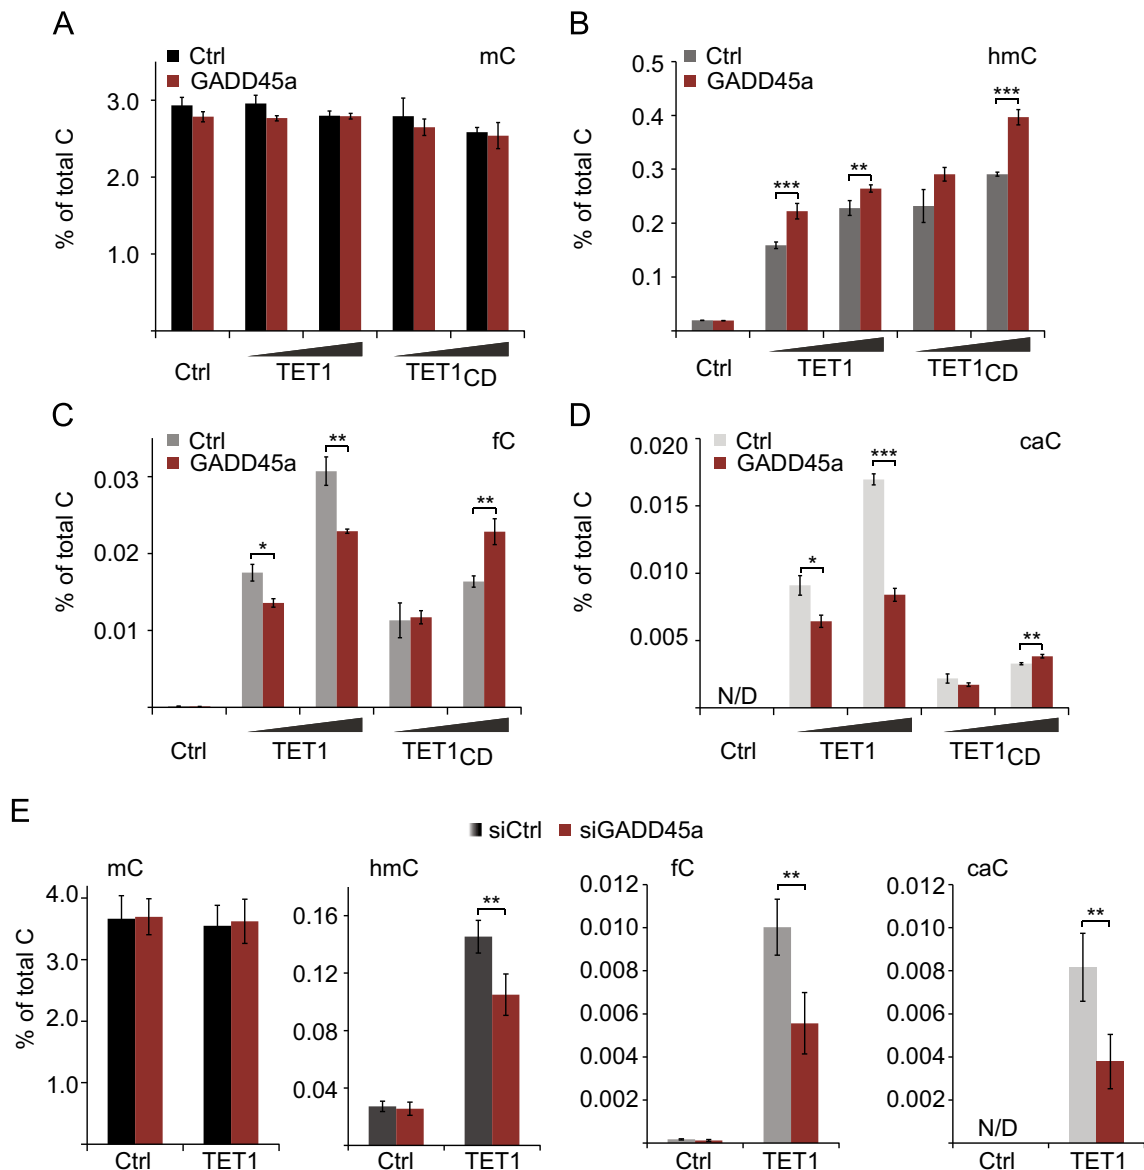 A
Ctrl
GADD45a
mC
% of total C
3.0
2.0
1.0
Ctrl
TET1
TET1CD
B
Ctrl
GADD45a
hmC
% of total C
0.5
0.4
0.3
0.2
0.1
***
**
***
Ctrl
TET1
TET1CD
C
Ctrl
GADD45a
fC
% of total C
0.03
0.02
0.01
*
**
**
Ctrl
TET1
TET1CD
D
Ctrl
GADD45a
caC
% of total C
0.020
0.015
0.010
0.005
*
***
**
N/D
Ctrl
TET1
TET1CD
E
siCtrl siGADD45a
mC
% of total C
4.0
3.0
2.0
1.0
Ctrl TET1
hmC
0.16
0.12
0.08
0.04
**
Ctrl TET1
fC
0.012
0.010
0.008
0.006
0.004
0.002
**
Ctrl TET1
caC
0.012
0.010
0.008
0.006
0.004
0.002
**
N/D
Ctrl TET1